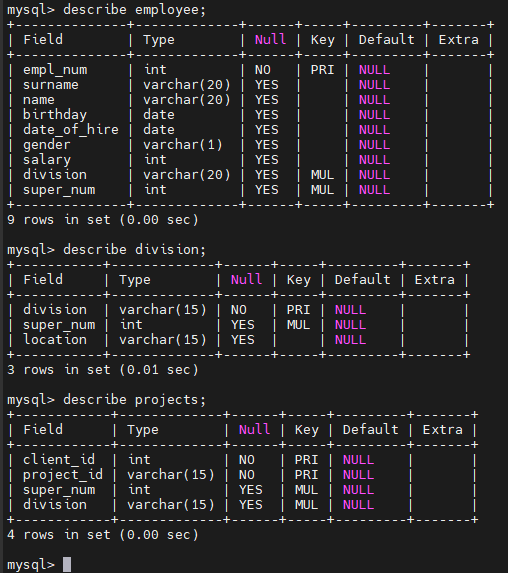 mysql> describe employee;
+--------------+-------------+------+-----+---------+-------+
| Field        | Type        | Null | Key | Default | Extra |
+--------------+-------------+------+-----+---------+-------+
| empl_num     | int         | NO   | PRI | NULL    |       |
| surname      | varchar(20) | YES  |     | NULL    |       |
| name         | varchar(20) | YES  |     | NULL    |       |
| birthday     | date        | YES  |     | NULL    |       |
| date_of_hire | date        | YES  |     | NULL    |       |
| gender       | varchar(1)  | YES  |     | NULL    |       |
| salary       | int         | YES  |     | NULL    |       |
| division     | varchar(20) | YES  | MUL | NULL    |       |
| super_num    | int         | YES  | MUL | NULL    |       |
+--------------+-------------+------+-----+---------+-------+
9 rows in set (0.00 sec)
mysql> describe division;
+-----------+-------------+------+-----+---------+-------+
| Field     | Type        | Null | Key | Default | Extra |
+-----------+-------------+------+-----+---------+-------+
| division  | varchar(15) | NO   | PRI | NULL    |       |
| super_num | int         | YES  | MUL | NULL    |       |
| location  | varchar(15) | YES  |     | NULL    |       |
+-----------+-------------+------+-----+---------+-------+
3 rows in set (0.01 sec)
mysql> describe projects;
+------------+-------------+------+-----+---------+-------+
| Field      | Type        | Null | Key | Default | Extra |
+------------+-------------+------+-----+---------+-------+
| client_id  | int         | NO   | PRI | NULL    |       |
| project_id | varchar(15) | NO   | PRI | NULL    |       |
| super_num  | int         | YES  | MUL | NULL    |       |
| division   | varchar(15) | YES  | MUL | NULL    |       |
+------------+-------------+------+-----+---------+-------+
4 rows in set (0.00 sec)
mysql>